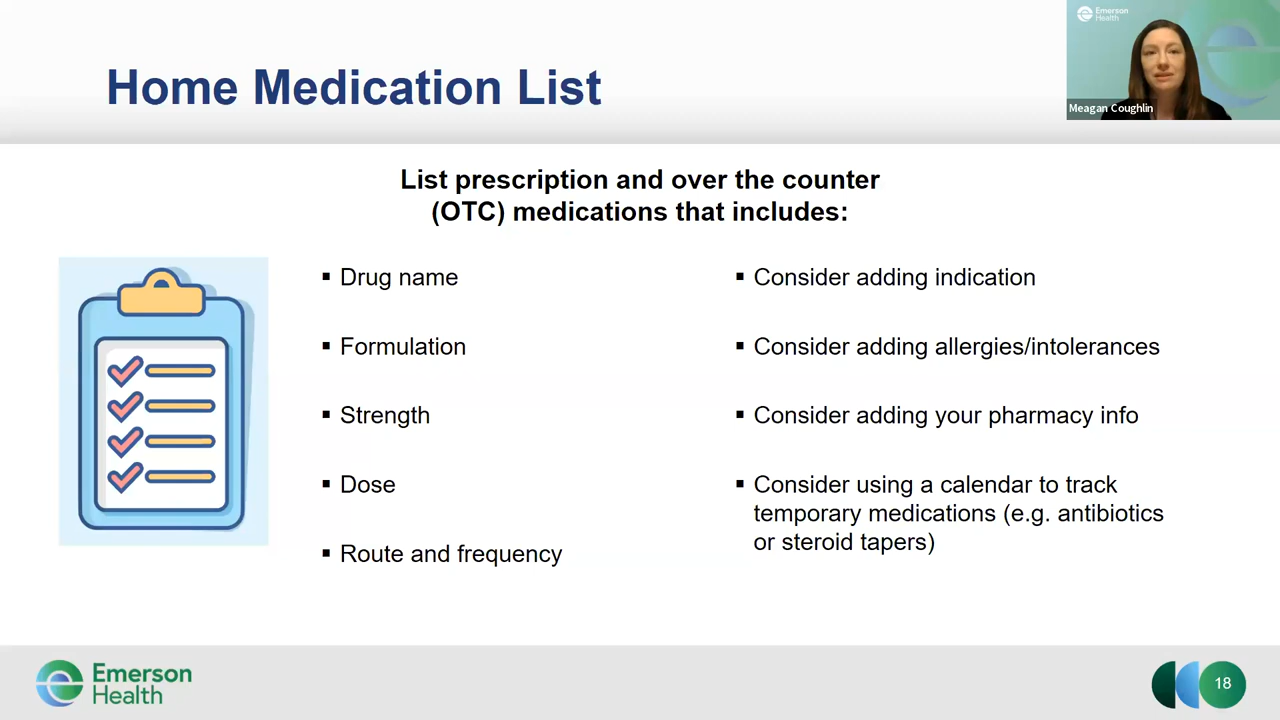 Emerson
Health
Home Medication List
Meagan Coughlin
List prescription and over the counter
(OTC) medications that includes:
▪ Drug name
▪ Formulation
▪ Strength
▪ Dose
▪ Route and frequency
▪ Consider adding indication
▪ Consider adding allergies/intolerances
▪ Consider adding your pharmacy info
▪ Consider using a calendar to track
temporary medications (e.g. antibiotics
or steroid tapers)
Emerson
Health
18